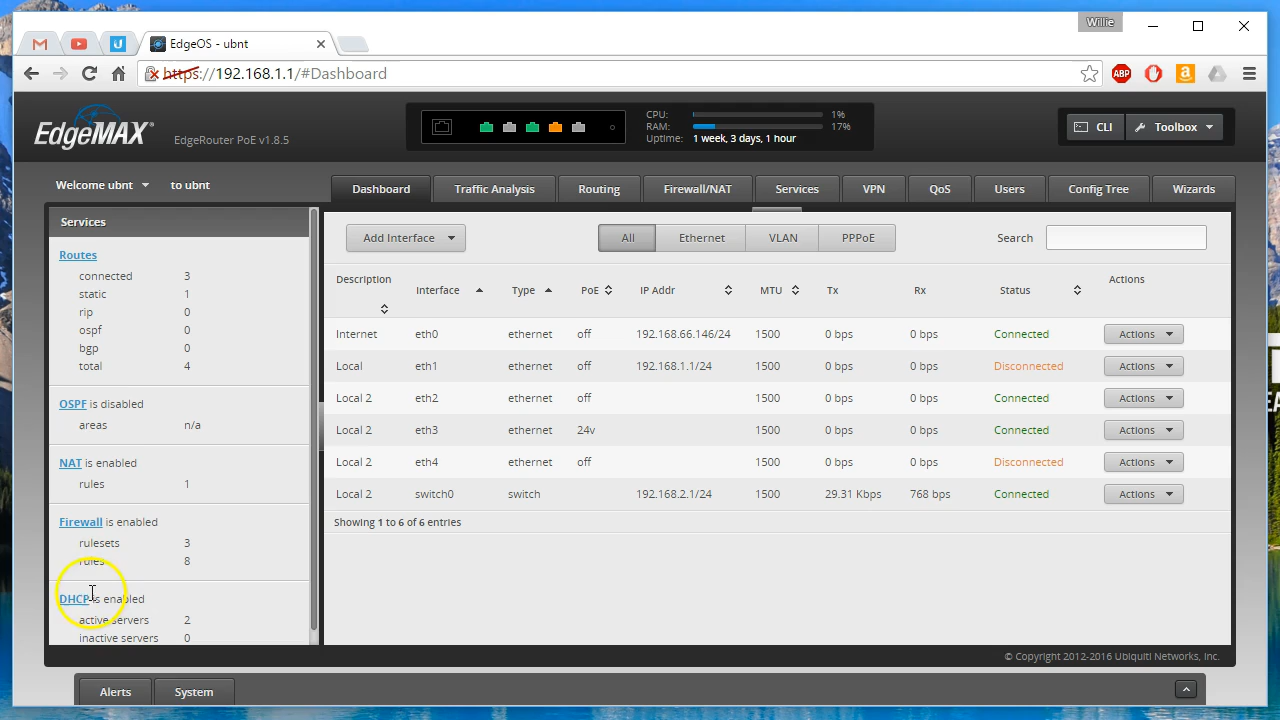 Willie
EdgeOS - ubnt
https://192.168.1.1/#Dashboard
ABP
EdgeMAX
EdgeRouter PoE v1.8.5
CPU: 1%
RAM: 17%
Uptime: 1 week, 3 days, 1 hour
CLI
Toolbox
Welcome ubnt to ubnt
Dashboard Traffic Analysis Routing Firewall/NAT Services VPN QoS Users Config Tree Wizards
Services
Routes
connected 3
static 1
rip 0
ospf 0
bgp 0
total 4
OSPF is disabled
areas n/a
NAT is enabled
rules 1
Firewall is enabled
rulesets 3
rules 8
DHCP is enabled
active servers 2
inactive servers 0
Add Interface All Ethernet VLAN PPPoE Search
Description Interface Type PoE IP Addr MTU Tx Rx Status Actions
Internet eth0 ethernet off 192.168.66.146/24 1500 0 bps 0 bps Connected Actions
Local eth1 ethernet off 192.168.1.1/24 1500 0 bps 0 bps Disconnected Actions
Local 2 eth2 ethernet off 1500 0 bps 0 bps Connected Actions
Local 2 eth3 ethernet 24v 1500 0 bps 0 bps Connected Actions
Local 2 eth4 ethernet off 1500 0 bps 0 bps Disconnected Actions
Local 2 switch0 switch 192.168.2.1/24 1500 29.31 Kbps 768 bps Connected Actions
Showing 1 to 6 of 6 entries
© Copyright 2012-2016 Ubiquiti Networks, Inc.
Alerts System